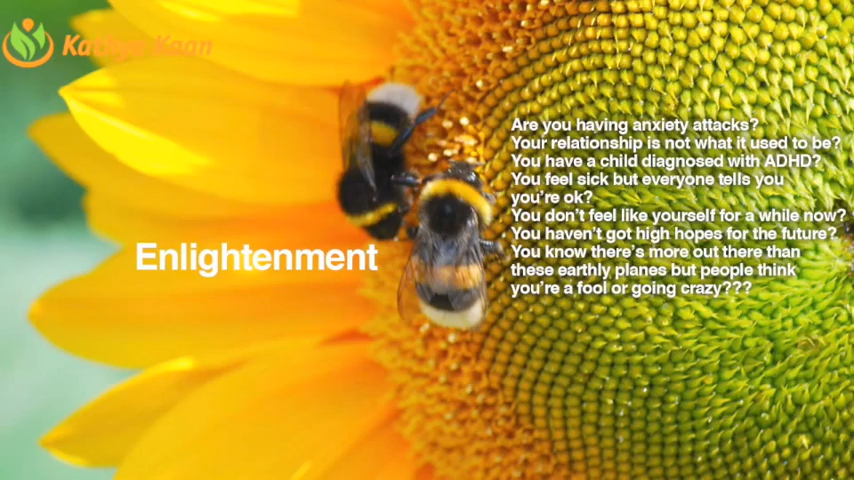 Kathye Kaan
Enlightenment
Are you having anxiety attacks?
Your relationship is not what it used to be?
You have a child diagnosed with ADHD?
You feel sick but everyone tells you
you're ok?
You don't feel like yourself for a while now?
You haven't got high hopes for the future?
You know there's more out there than
these earthly planes but people think
you're a fool or going crazy???